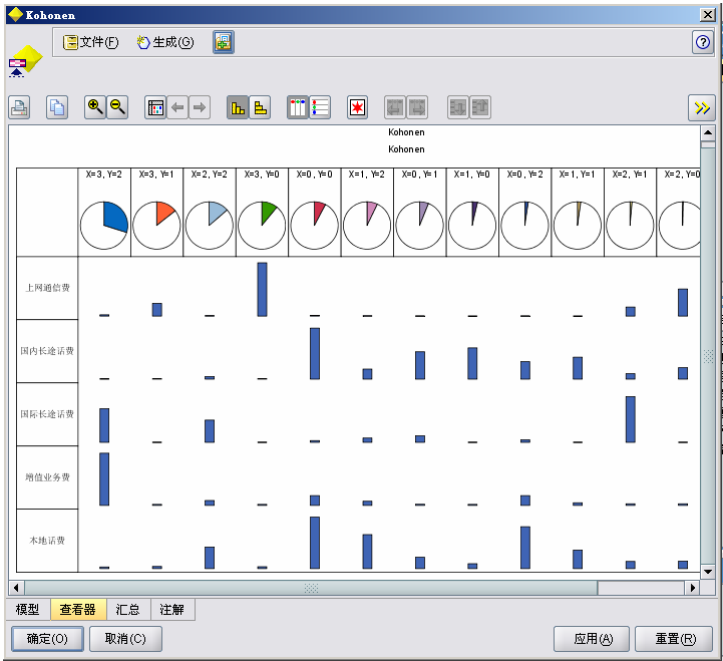 Kohonen
文件(F) 生成(G)
Kohonen
Kohonen
X=3, Y=2 X=3, Y=1 X=2, Y=2 X=3, Y=0 X=0, Y=0 X=1, Y=2 X=0, Y=1 X=1, Y=0 X=0, Y=2 X=1, Y=1 X=2, Y=1 X=2, Y=0
上网通信费
国内长途话费
国际长途话费
增值业务费
本地话费
模型 查看器 汇总 注解
确定(O) 取消(C) 应用(A) 重置(R)